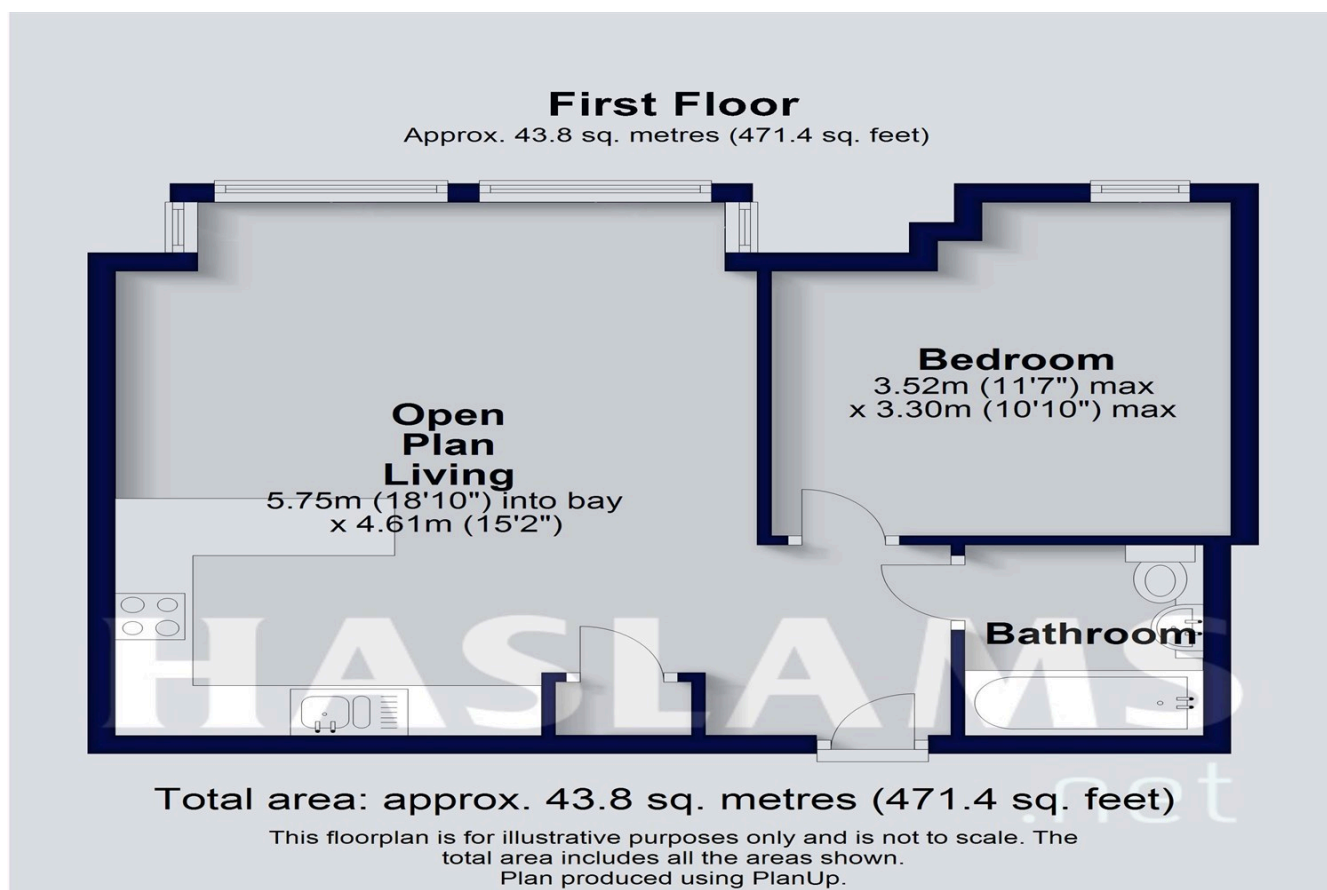 First Floor
Approx. 43.8 sq. metres (471.4 sq. feet)
Open
Plan
Living
5.75m (18'10") into bay
x 4.61m (15'2")
Bedroom
3.52m (11'7") max
x 3.30m (10'10") max
Bathroom
HASLAMS
.net
Total area: approx. 43.8 sq. metres (471.4 sq. feet)
This floorplan is for illustrative purposes only and is not to scale. The
total area includes all the areas shown.
Plan produced using PlanUp.